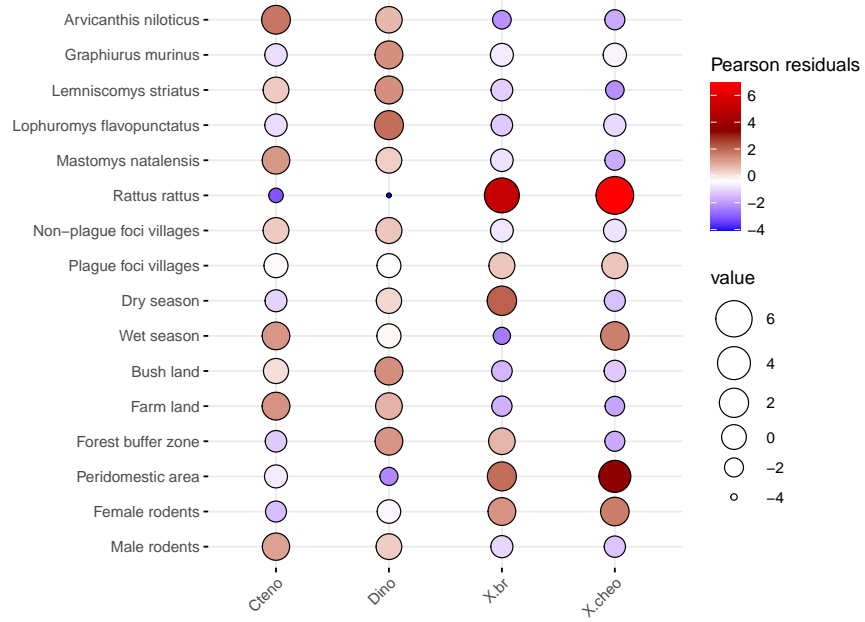 Arvicanthis niloticus
Graphiurus murinus
Lemniscomys striatus
Lophuromys flavopunctatus
Mastomys natalensis
Rattus rattus
Non−plague foci villages
Plague foci villages
Dry season
Wet season
Bush land
Farm land
Forest buffer zone
Peridomestic area
Female rodents
Male rodents
Cteno
Dino
X.br
X.cheo
Pearson residuals
6
4
2
0
−2
−4
value
6
4
2
0
−2
−4